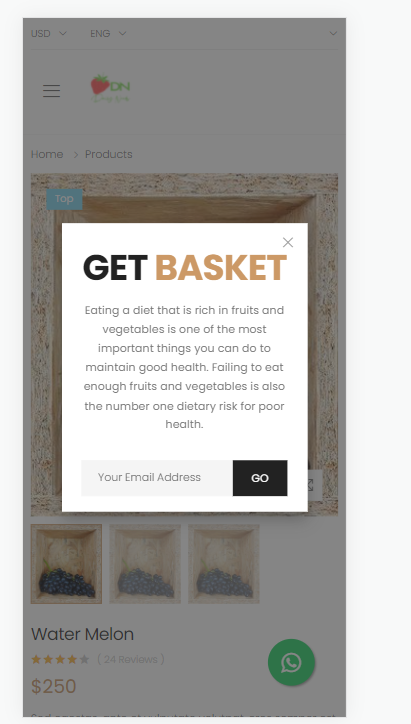 USD ENG
DN
Home > Products
Top
GET BASKET
Eating a diet that is rich in fruits and
vegetables is one of the most
important things you can do to
maintain good health. Failing to eat
enough fruits and vegetables is also
the number one dietary risk for poor
health.
Your Email Address GO
Water Melon
( 24 Reviews )
$250